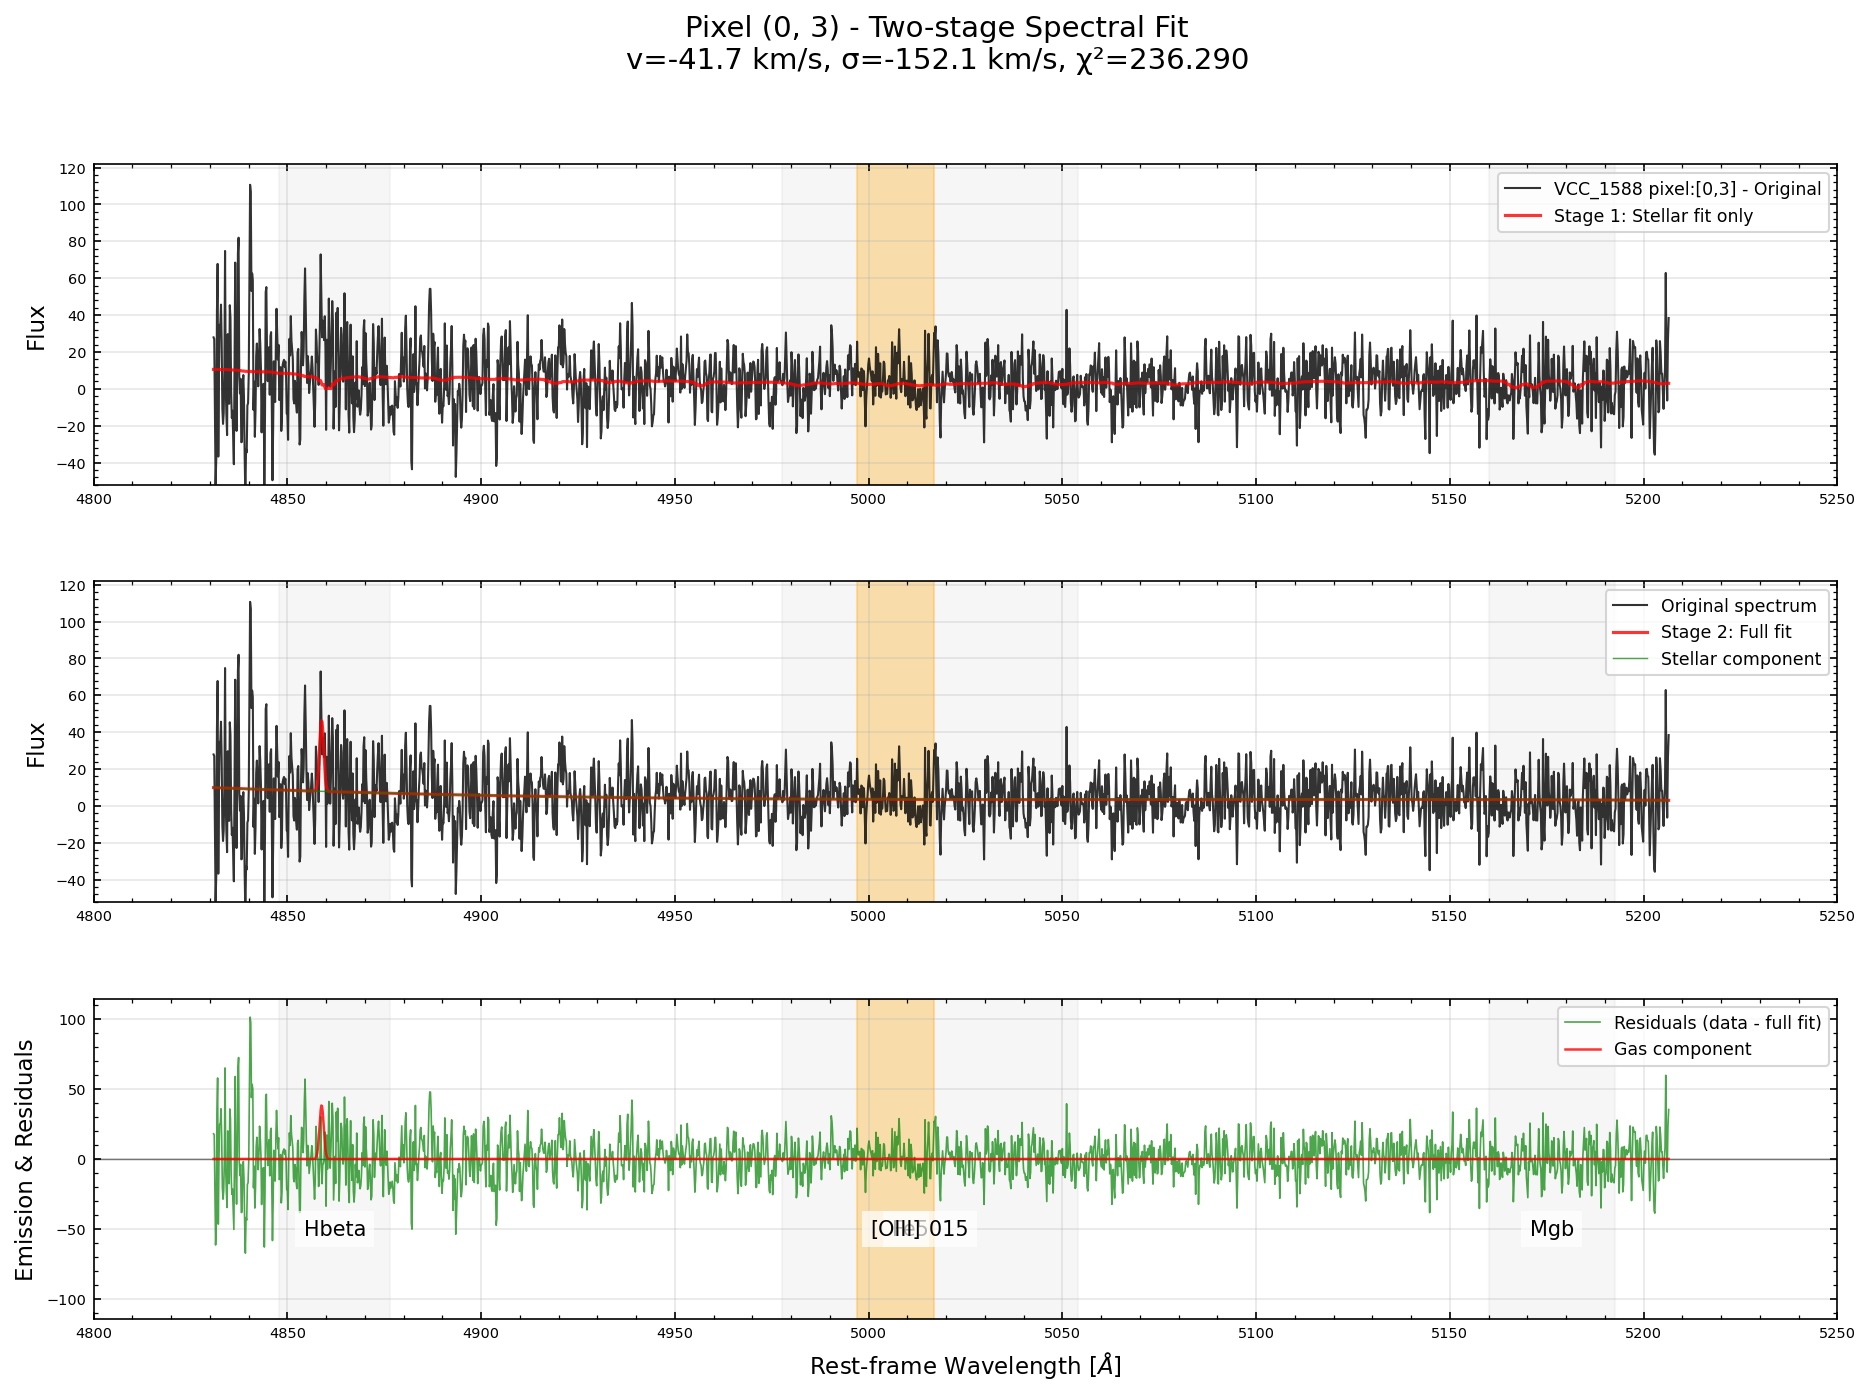 Pixel (0, 3) - Two-stage Spectral Fit
v=-41.7 km/s, σ=-152.1 km/s, χ²=236.290
Flux
120
100
80
60
40
20
0
−20
−40
VCC_1588 pixel:[0,3] - Original
Stage 1: Stellar fit only
4800 4850 4900 4950 5000 5050 5100 5150 5200 5250
Flux
120
100
80
60
40
20
0
−20
−40
Original spectrum
Stage 2: Full fit
Stellar component
4800 4850 4900 4950 5000 5050 5100 5150 5200 5250
Emission & Residuals
100
50
0
−50
−100
Residuals (data - full fit)
Gas component
Hbeta [OIII] 5015 Mgb
4800 4850 4900 4950 5000 5050 5100 5150 5200 5250
Rest-frame Wavelength [Å]